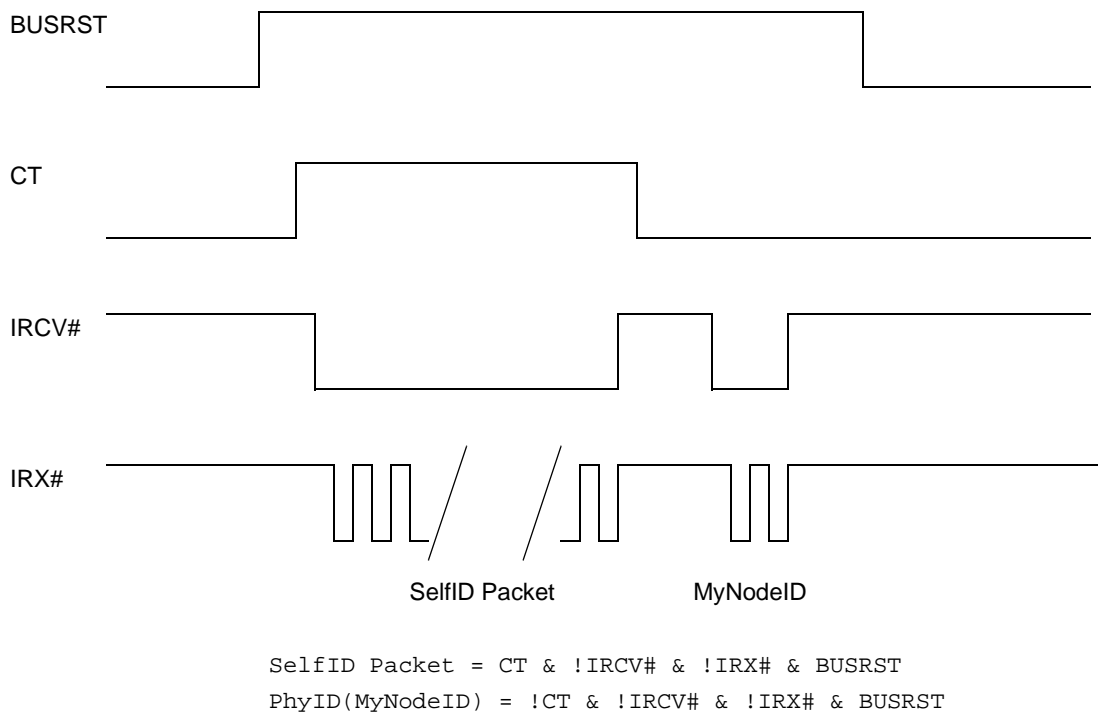 BUSRST
CT
IRCV#
IRX#
SelfID Packet MyNodeID
SelfID Packet = CT & !IRCV# & !IRX# & BUSRST
PhyID(MyNodeID) = !CT & !IRCV# & !IRX# & BUSRST